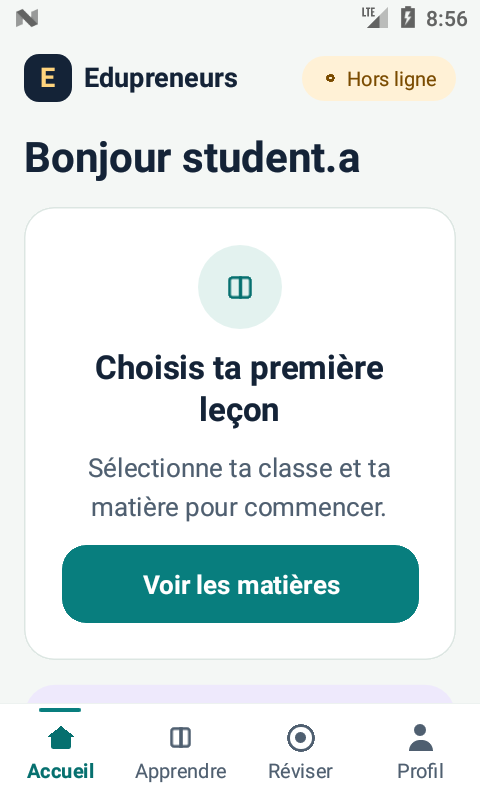 LTE 8:56
E Edupreneurs Hors ligne
Bonjour student.a
Choisis ta première
leçon
Sélectionne ta classe et ta
matière pour commencer.
Voir les matières
Accueil Apprendre Réviser Profil